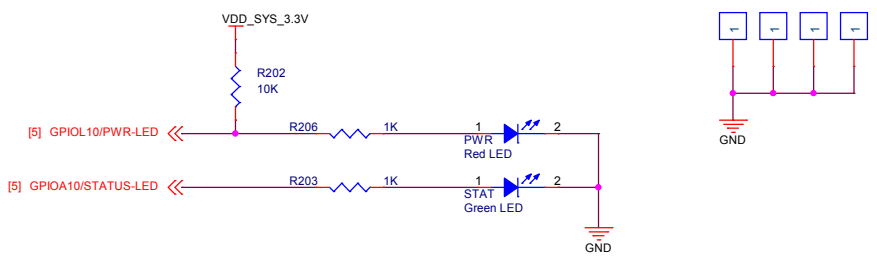 VDD_SYS_3.3V
1 1 1 1
R202
10K
GND
[5] GPIOL10/PWR-LED R206 1K 1 2
PWR
Red LED
[5] GPIOA10/STATUS-LED R203 1K 1 2
STAT
Green LED
GND